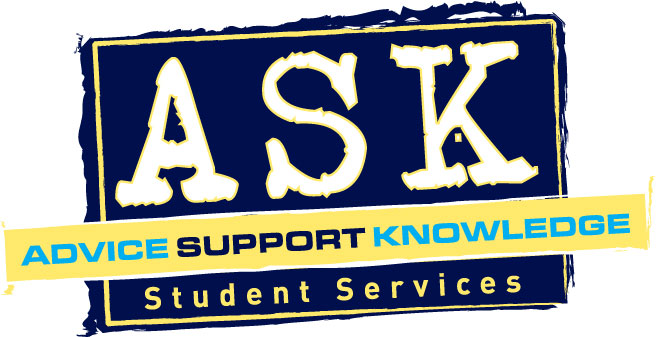 ASK
ADVICE SUPPORT KNOWLEDGE
Student Services